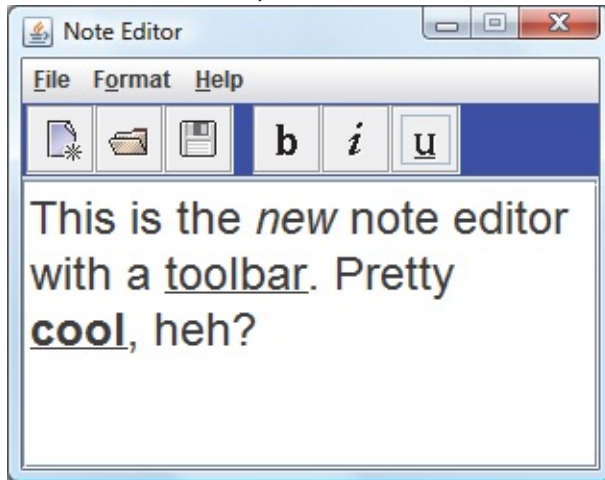 Note Editor
File Format Help
b i u
This is the new note editor
with a toolbar. Pretty
cool, heh?